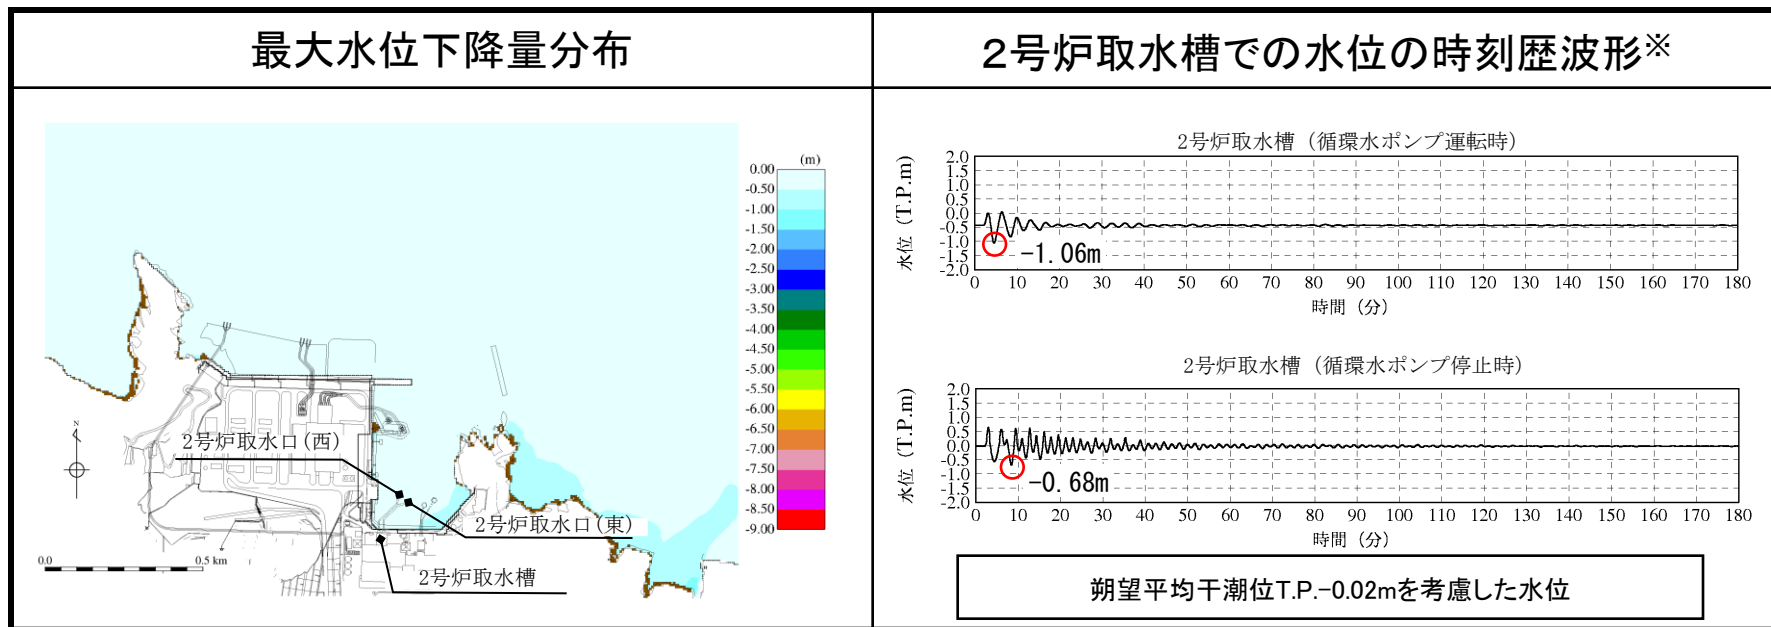 最大水位下降量分布
2号炉取水槽での水位の時刻歴波形※
(m)
0.00
-0.50
-1.00
-1.50
-2.00
-2.50
-3.00
-3.50
-4.00
-4.50
-5.00
-5.50
-6.00
-6.50
-7.00
-7.50
-8.00
-8.50
-9.00
N
2号炉取水口(西)
2号炉取水口(東)
2号炉取水槽
0.0 0.5 km
2号炉取水槽（循環水ポンプ運転時）
水位（T.P.m）
2.0
1.5
1.0
0.5
0.0
-0.5
-1.0
-1.5
-2.0
-1.06m
0 10 20 30 40 50 60 70 80 90 100 110 120 130 140 150 160 170 180
時間（分）
2号炉取水槽（循環水ポンプ停止時）
水位（T.P.m）
2.0
1.5
1.0
0.5
0.0
-0.5
-1.0
-1.5
-2.0
-0.68m
0 10 20 30 40 50 60 70 80 90 100 110 120 130 140 150 160 170 180
時間（分）
朔望平均干潮位T.P.-0.02mを考慮した水位